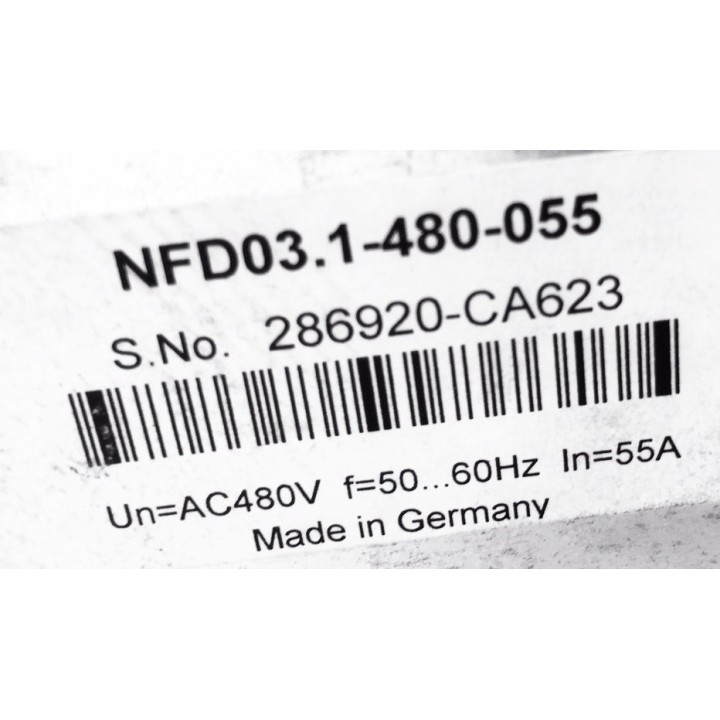 NFD03.1-480-055
S.No. 286920-CA623
Un=AC480V f=50...60Hz In=55A
Made in Germany